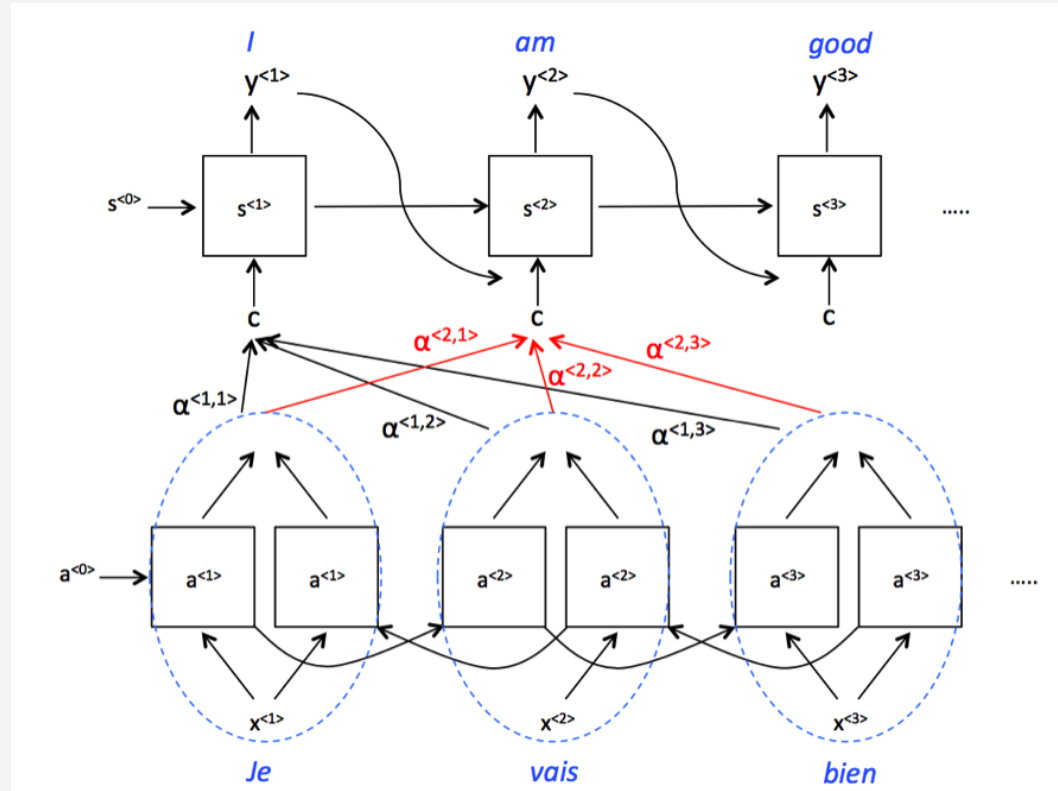 I am good
y<1> y<2> y<3>
s<0> s<1> s<2> s<3> .....
c c c
α<2,1> α<2,3>
α<2,2>
α<1,1> α<1,2> α<1,3>
a<0> a<1> a<1> a<2> a<2> a<3> a<3> .....
x<1> x<2> x<3>
Je vais bien